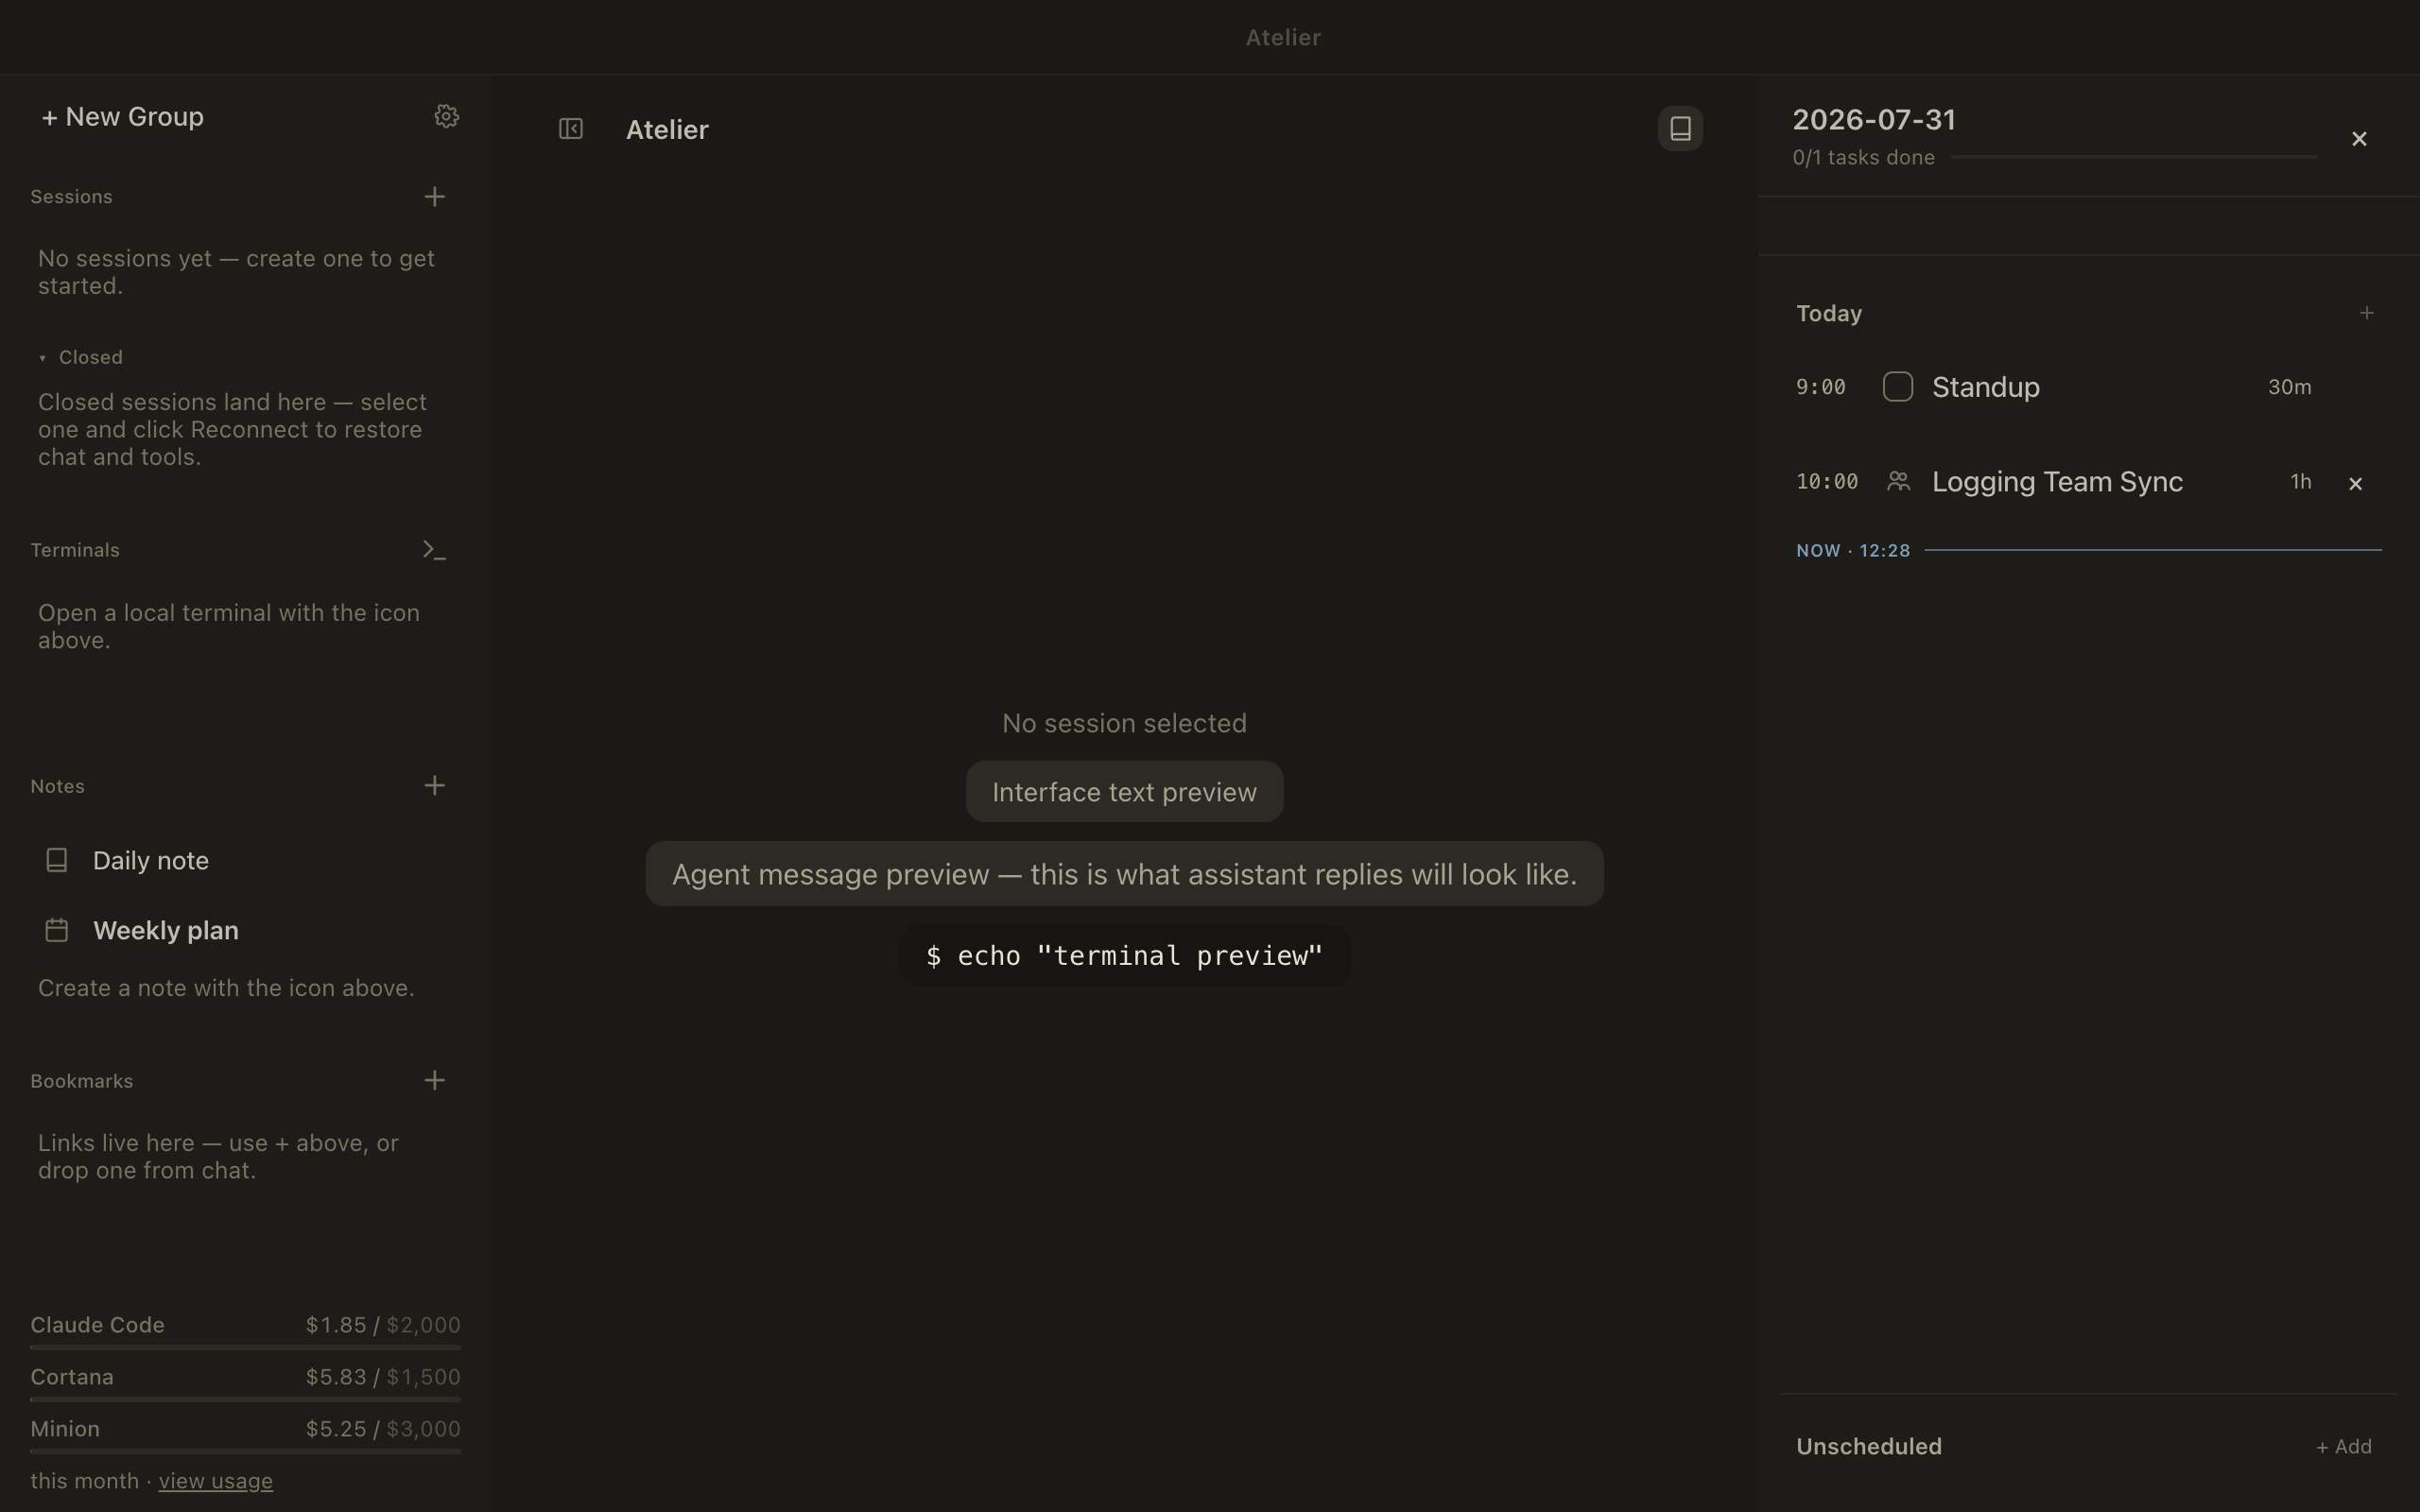 Atelier
+ New Group
Sessions
No sessions yet — create one to get
started.
▾ Closed
Closed sessions land here — select
one and click Reconnect to restore
chat and tools.
Terminals
Open a local terminal with the icon
above.
Notes
Daily note
Weekly plan
Create a note with the icon above.
Bookmarks
Links live here — use + above, or
drop one from chat.
Claude Code $1.85 / $2,000
Cortana $5.83 / $1,500
Minion $5.25 / $3,000
this month · view usage
Atelier
No session selected
Interface text preview
Agent message preview — this is what assistant replies will look like.
$ echo "terminal preview"
2026-07-31
0/1 tasks done
Today
9:00 Standup 30m
10:00 Logging Team Sync 1h
NOW · 12:28
Unscheduled + Add